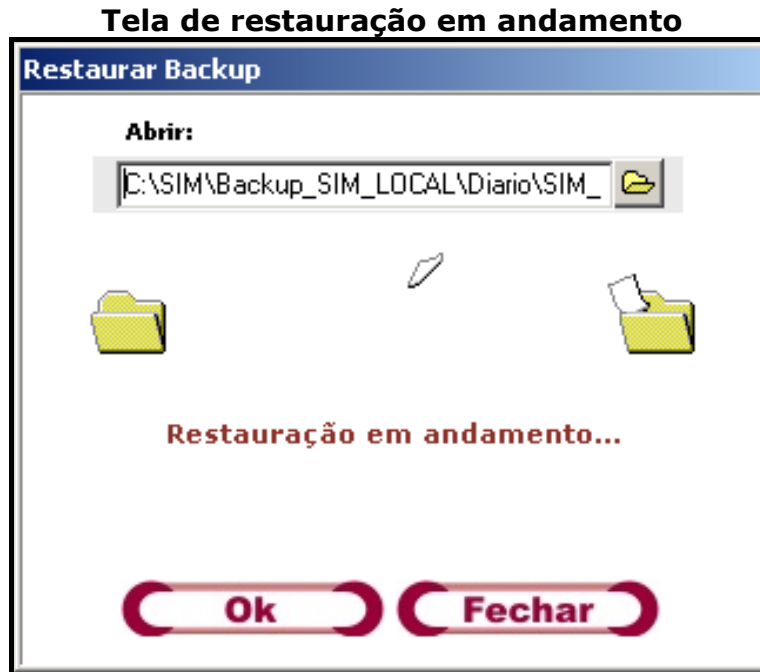 Tela de restauração em andamento
Restaurar Backup
Abrir:
C:\SIM\Backup_SIM_LOCAL\Diario\SIM_
Restauração em andamento...
Ok Fechar